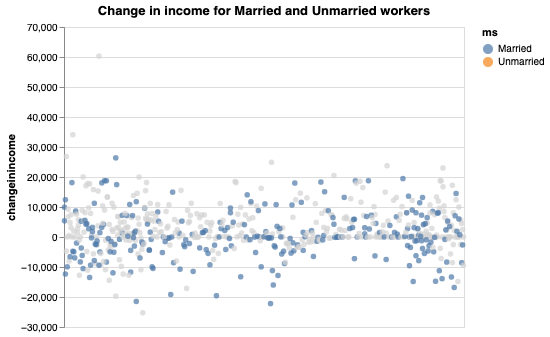 Change in income for Married and Unmarried workers
70,000
60,000
50,000
40,000
30,000
20,000
10,000
0
−10,000
−20,000
−30,000
changeinincome
ms
Married
Unmarried